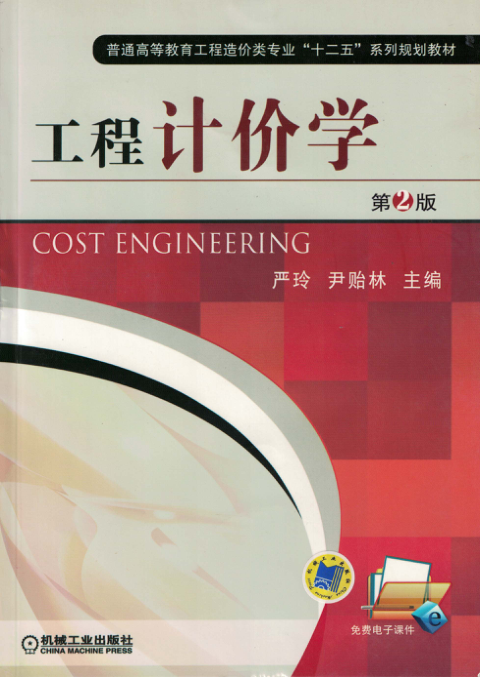 普通高等教育工程造价类专业“十二五”系列规划教材
工程计价学
第2版
COST ENGINEERING
严玲 尹贻林 主编
免费电子课件
机械工业出版社
CHINA MACHINE PRESS